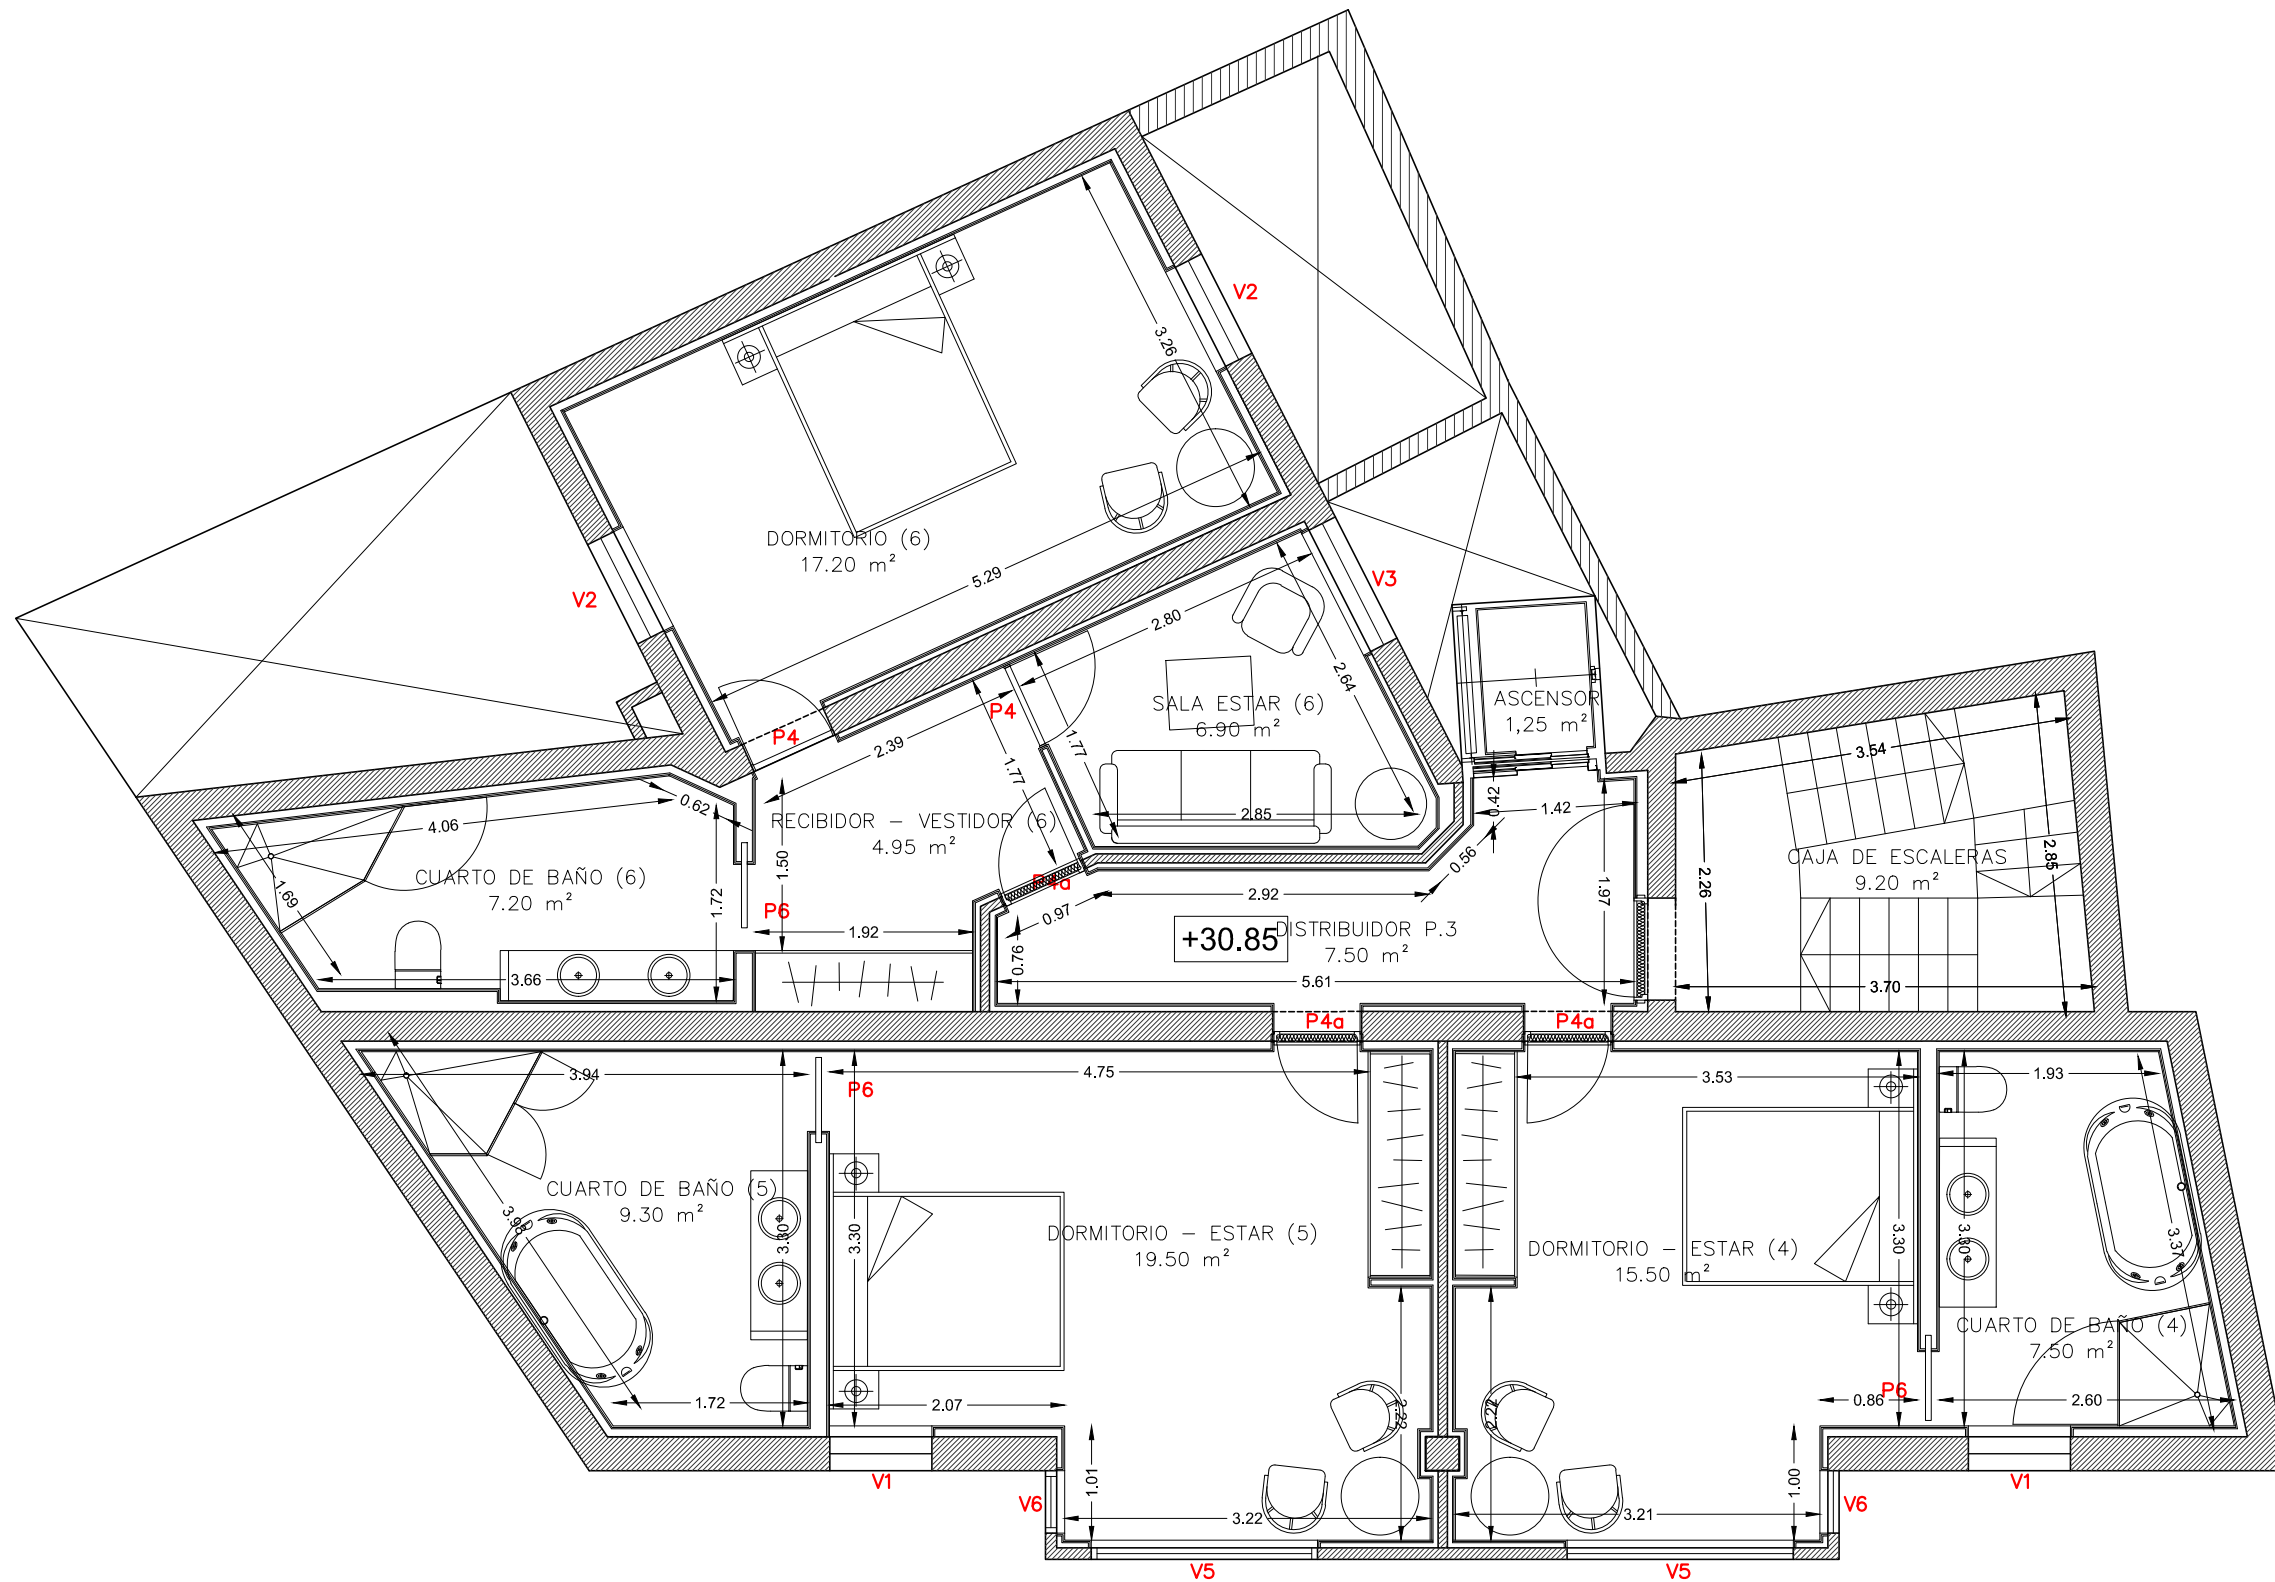 V2
3.26
DORMITORIO (6)
17.20 m²
5.29
V2
V3
2.80
2.64
SALA ESTAR (6)
6.90 m²
ASCENSOR
1,25 m²
P4
P4
2.39
1.77
1.77
3.54
0.62
4.06
RECIBIDOR – VESTIDOR (6)
4.95 m²
2.85
0.42
1.42
0.56
CAJA DE ESCALERAS
9.20 m²
2.85
2.26
CUARTO DE BAÑO (6)
7.20 m²
1.69
1.50
1.72
P4a
P6
0.97
2.92
1.97
1.92
0.76
+30.85
DISTRIBUIDOR P.3
7.50 m²
3.66
5.61
3.70
P4a
P4a
3.94
P6
4.75
3.53
1.93
CUARTO DE BAÑO (5)
9.30 m²
3.30
3.30
DORMITORIO – ESTAR (5)
19.50 m²
DORMITORIO – ESTAR (4)
15.50 m²
3.30
3.30
3.37
CUARTO DE BAÑO (4)
7.50 m²
1.72
2.07
2.22
2.22
0.86
P6
2.60
V1
1.01
1.00
V1
V6
3.22
3.21
V6
V5
V5